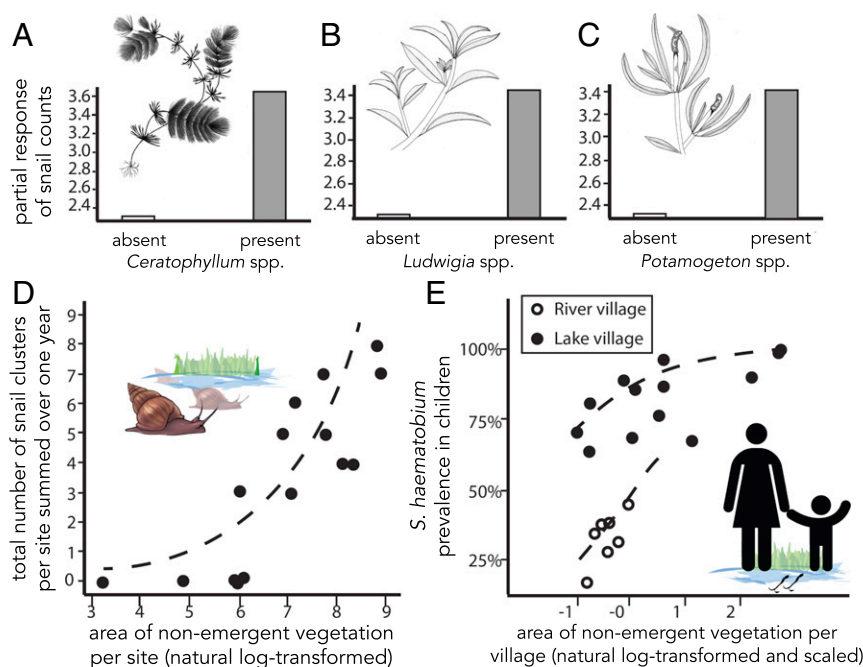 A
B
C
partial response
of snail counts
3.6
3.4
3.2
3.0
2.8
2.6
2.4
absent
present
Ceratophyllum spp.
3.4
3.2
3.0
2.8
2.6
2.4
absent
present
Ludwigia spp.
3.4
3.2
3.0
2.8
2.6
2.4
absent
present
Potamogeton spp.
D
total number of snail clusters
per site summed over one year
9
8
7
6
5
4
3
2
1
0
3 4 5 6 7 8 9
area of non-emergent vegetation
per site (natural log-transformed)
E
River village
Lake village
S. haematobium
prevalence in children
100%
75%
50%
25%
-1 -0 1 2
area of non-emergent vegetation per
village (natural log-transformed and scaled)